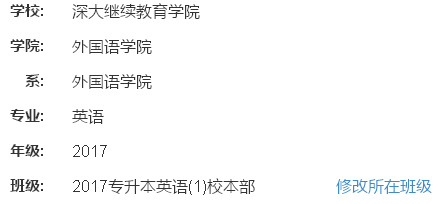 学校: 深大继续教育学院
学院: 外国语学院
系: 外国语学院
专业: 英语
年级: 2017
班级: 2017专升本英语(1)校本部 修改所在班级